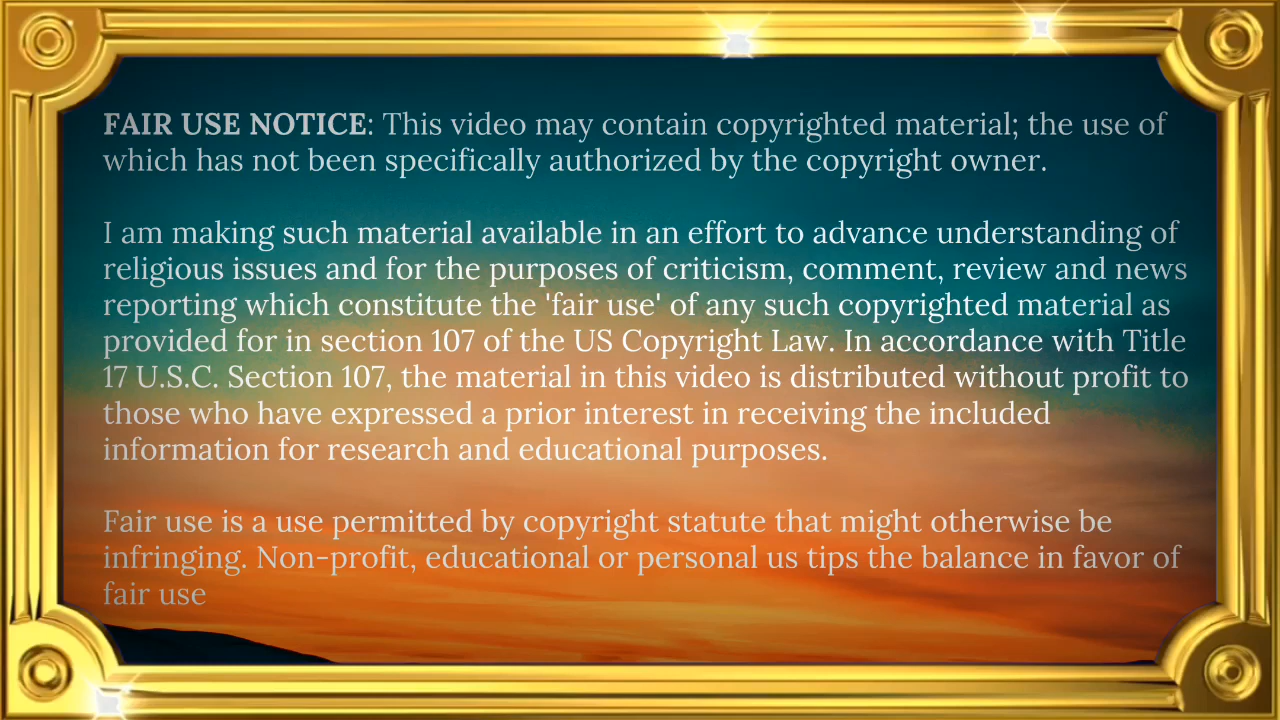 FAIR USE NOTICE: This video may contain copyrighted material; the use of
which has not been specifically authorized by the copyright owner.
I am making such material available in an effort to advance understanding of
religious issues and for the purposes of criticism, comment, review and news
reporting which constitute the 'fair use' of any such copyrighted material as
provided for in section 107 of the US Copyright Law. In accordance with Title
17 U.S.C. Section 107, the material in this video is distributed without profit to
those who have expressed a prior interest in receiving the included
information for research and educational purposes.
Fair use is a use permitted by copyright statute that might otherwise be
infringing. Non-profit, educational or personal us tips the balance in favor of
fair use